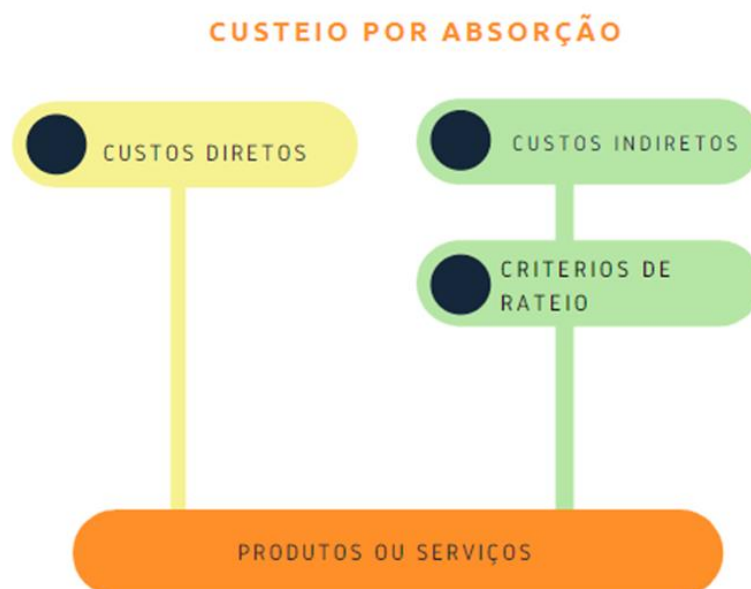 CUSTEIO POR ABSORÇÃO
CUSTOS DIRETOS
CUSTOS INDIRETOS
CRITERIOS DE
RATEIO
PRODUTOS OU SERVIÇOS